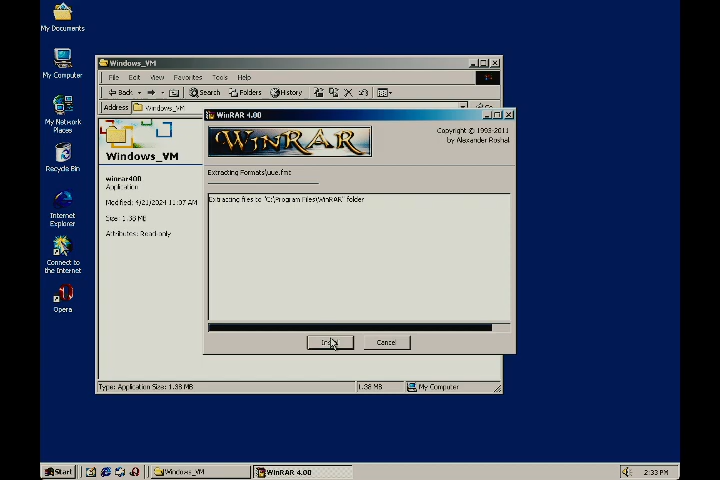 My Documents
My Computer
My Network
Places
Recycle Bin
Internet
Explorer
Connect to
the Internet
Opera
Windows_VM
File Edit View Favorites Tools Help
Back Search Folders History
Address Windows_VM Go
Windows_VM
winrar400
Application
Modified: 4/21/2024 11:07 AM
Size: 1.38 MB
Attributes: Read-only
Type: Application Size: 1.38 MB 1.38 MB My Computer
WinRAR 4.00
WinRAR
Copyright © 1993-2011
by Alexander Roshal
Extracting Formats\uue.fmt
Extracting files to "C:\Program Files\WinRAR" folder
Install Cancel
Start Windows_VM WinRAR 4.00 2:33 PM